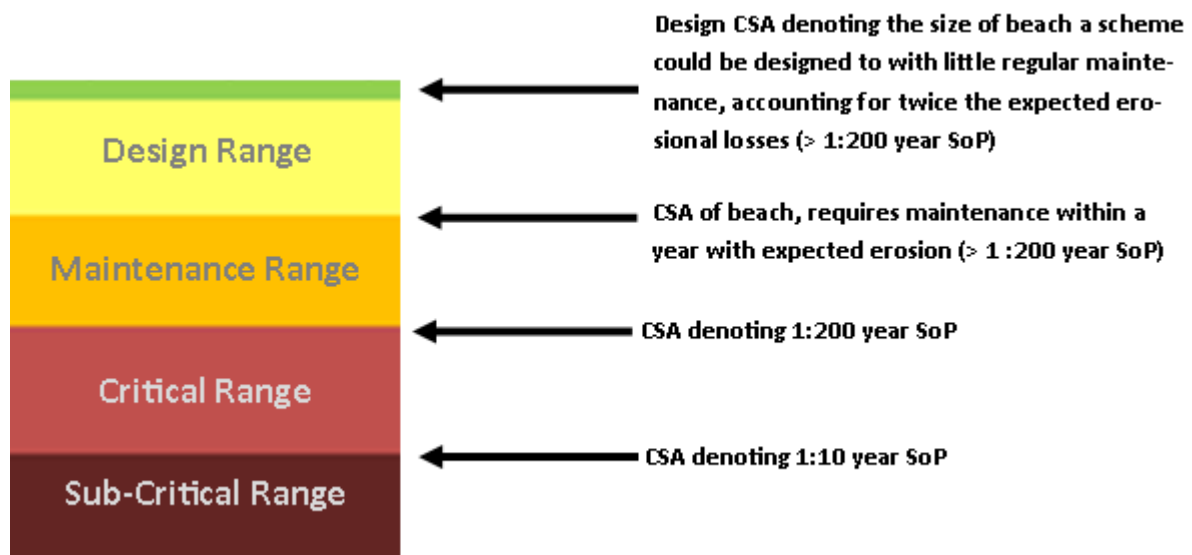 Design CSA denoting the size of beach a scheme
could be designed to with little regular mainte-
nance, accounting for twice the expected ero-
sional losses (> 1:200 year SoP)
Design Range
CSA of beach, requires maintenance within a
year with expected erosion (> 1 :200 year SoP)
Maintenance Range
CSA denoting 1:200 year SoP
Critical Range
CSA denoting 1:10 year SoP
Sub-Critical Range